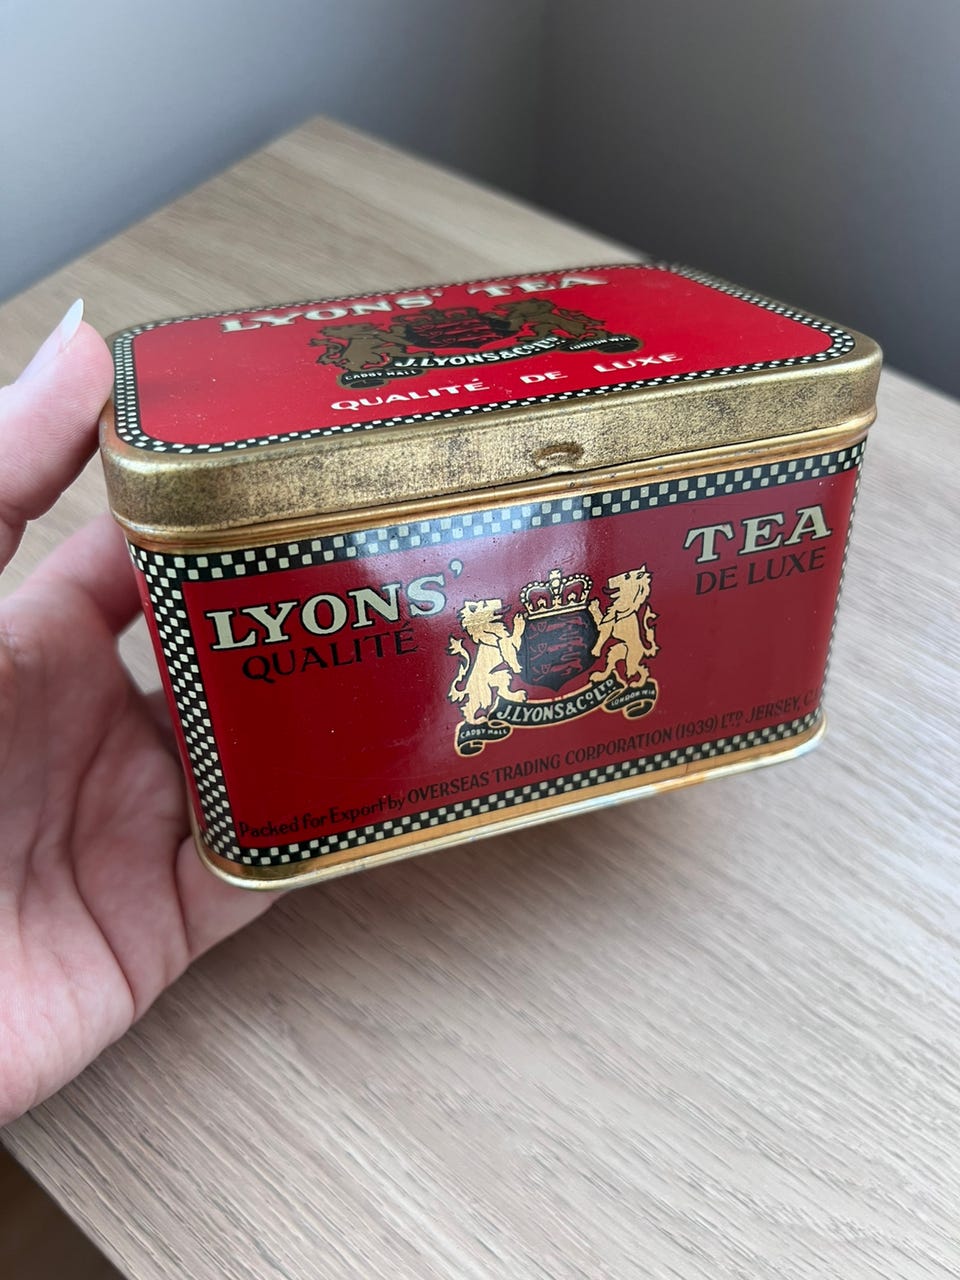 LYONS' TEA
J. LYONS & Co LTD
CADBY HALL LONDON W14
QUALITÉ DE LUXE
LYONS' TEA
QUALITÉ DE LUXE
J. LYONS & Co LTD
CADBY HALL LONDON W14
Packed for Export by OVERSEAS TRADING CORPORATION (1939) LTD JERSEY,